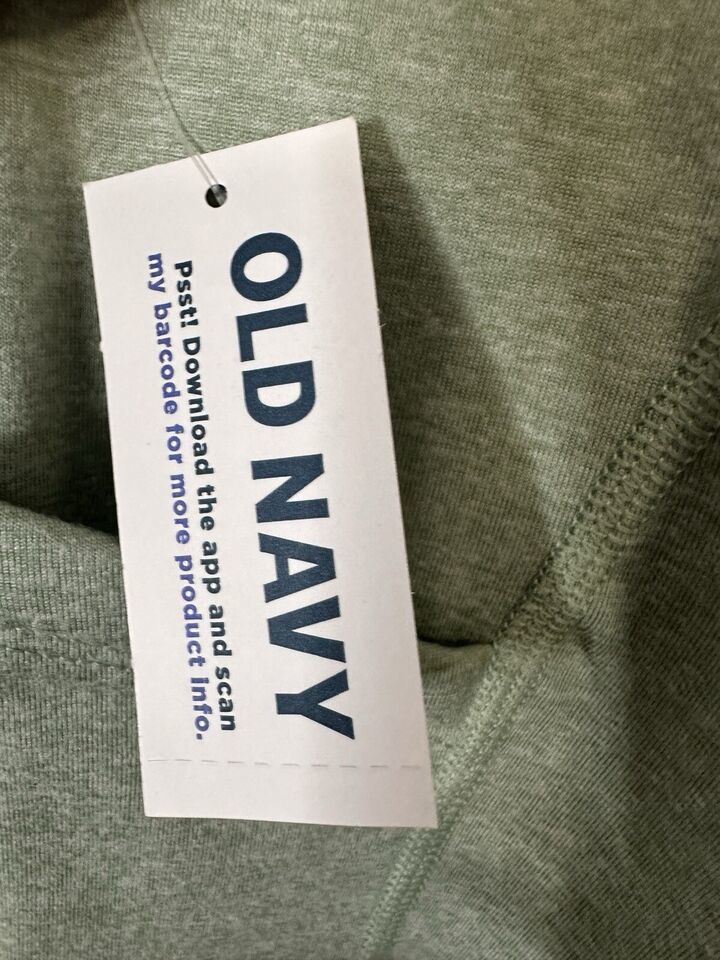 OLD NAVY
Psst! Download the app and scan
my barcode for more product info.